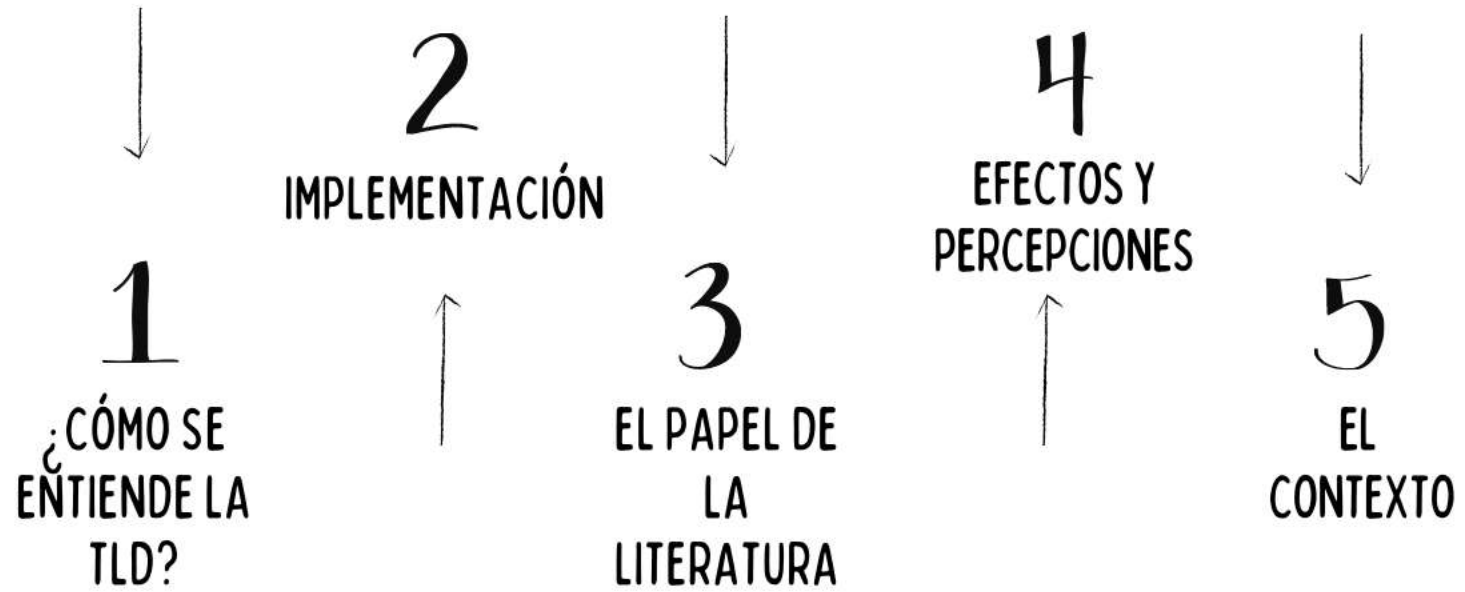 1
¿CÓMO SE
ENTIENDE LA
TLD?
2
IMPLEMENTACIÓN
3
EL PAPEL DE
LA
LITERATURA
4
EFECTOS Y
PERCEPCIONES
5
EL
CONTEXTO